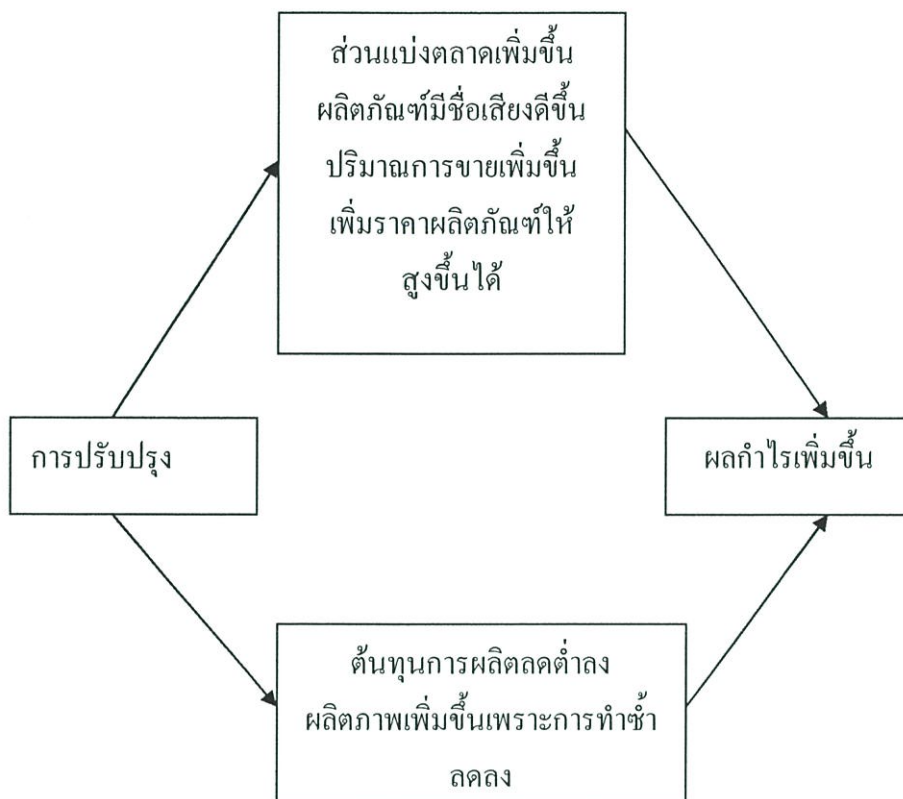 ส่วนแบ่งตลาดเพิ่มขึ้น
ผลิตภัณฑ์มีชื่อเสียงดีขึ้น
ปริมาณการขายเพิ่มขึ้น
เพิ่มราคาผลิตภัณฑ์ให้
สูงขึ้นได้
การปรับปรุง
ผลกำไรเพิ่มขึ้น
ต้นทุนการผลิตลดต่ำลง
ผลิตภาพเพิ่มขึ้นเพราะการทำซ้ำ
ลดลง